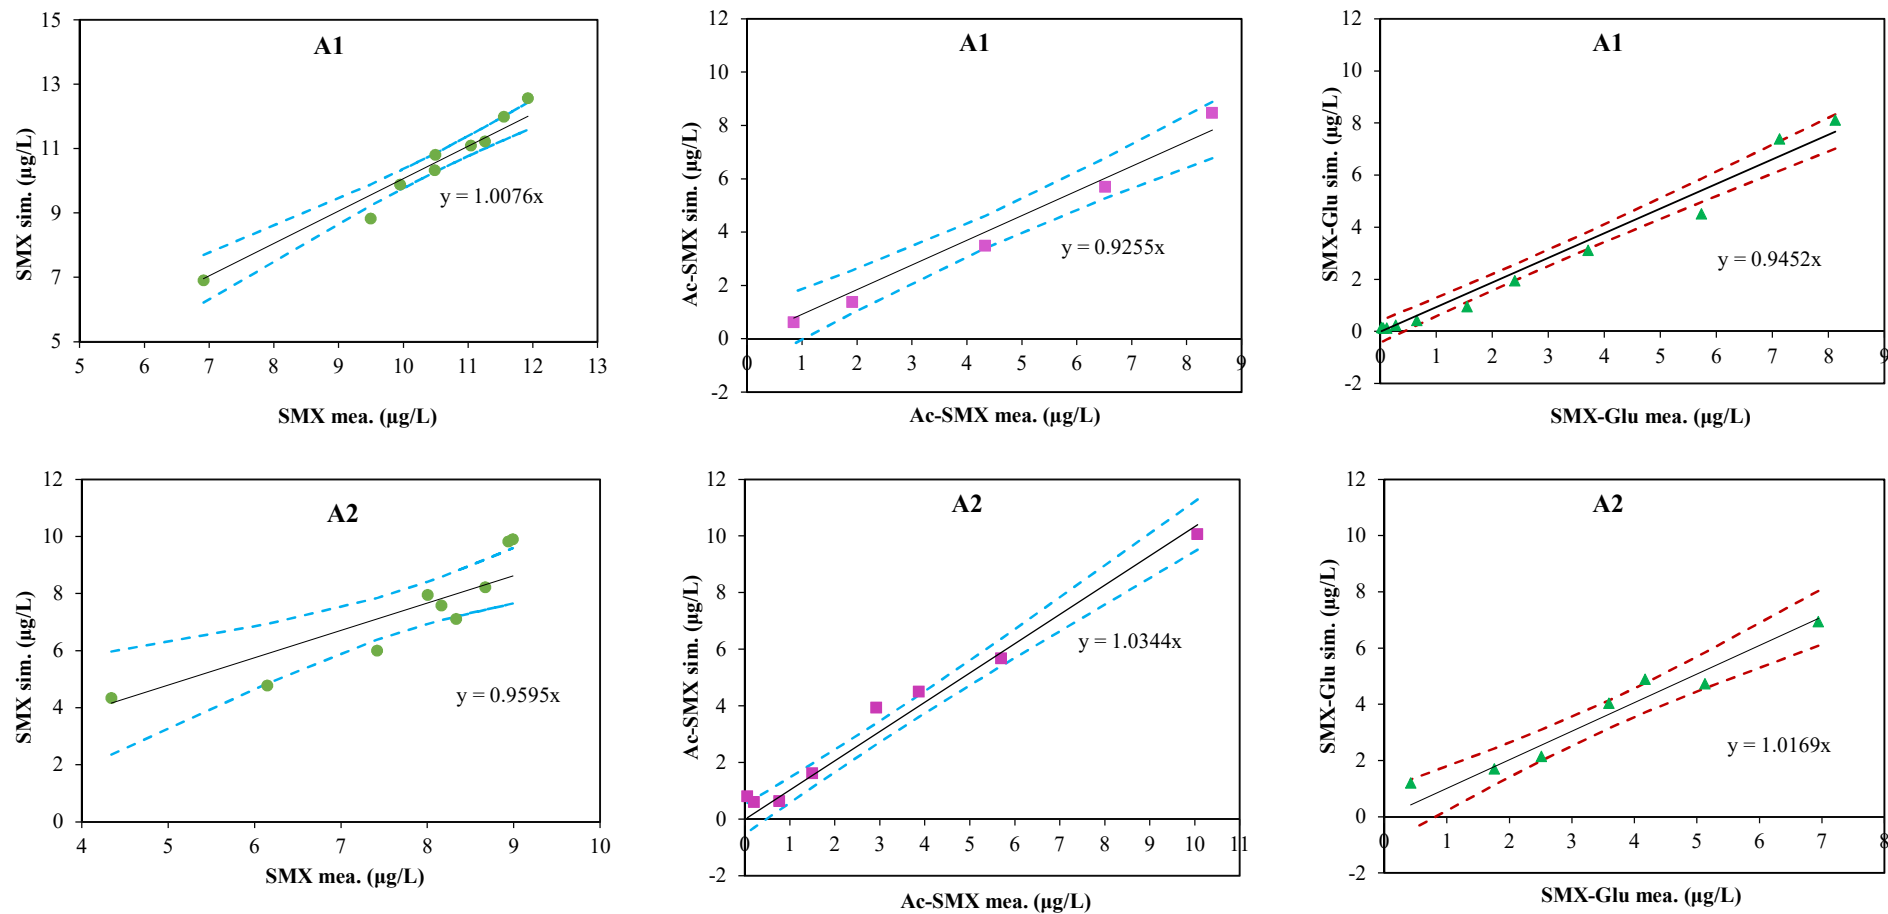 A1
15
13
11
9
7
5
5 6 7 8 9 10 11 12 13
SMX sim. (µg/L)
SMX mea. (µg/L)
y = 1.0076x
A1
12
10
8
6
4
2
0
-2
0 1 2 3 4 5 6 7 8 9
Ac-SMX sim. (µg/L)
Ac-SMX mea. (µg/L)
y = 0.9255x
A1
12
10
8
6
4
2
0
-2
0 1 2 3 4 5 6 7 8 9
SMX-Glu sim. (µg/L)
SMX-Glu mea. (µg/L)
y = 0.9452x
A2
12
10
8
6
4
2
0
4 5 6 7 8 9 10
SMX sim. (µg/L)
SMX mea. (µg/L)
y = 0.9595x
A2
12
10
8
6
4
2
0
-2
0 1 2 3 4 5 6 7 8 9 10 11
Ac-SMX sim. (µg/L)
Ac-SMX mea. (µg/L)
y = 1.0344x
A2
12
10
8
6
4
2
0
-2
0 1 2 3 4 5 6 7 8
SMX-Glu sim. (µg/L)
SMX-Glu mea. (µg/L)
y = 1.0169x